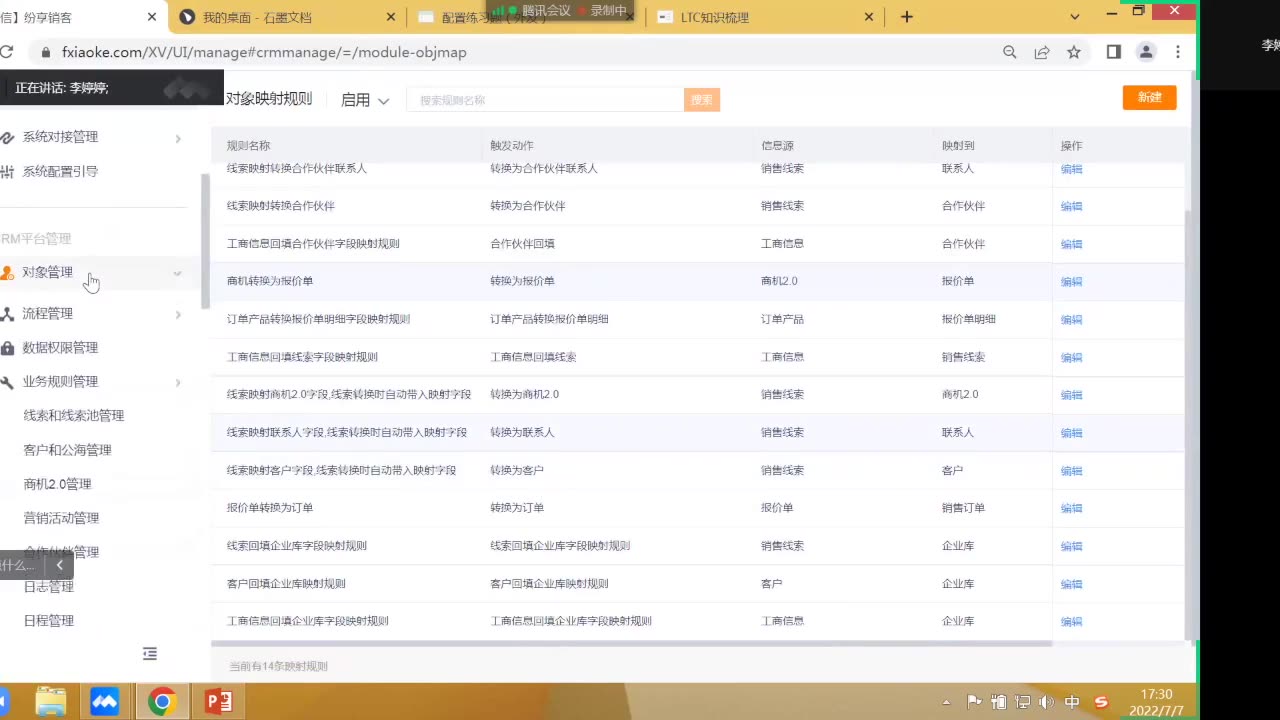 信】纷享销客
我的桌面 - 石墨文档
腾讯会议
录制中
LTC知识梳理
fxiaoke.com/XV/UI/manage#crmmanage/=/module-objmap
正在讲话: 李婷婷;
对象映射规则
启用
搜索规则名称
搜索
新建
系统对接管理
系统配置引导
RM平台管理
对象管理
流程管理
数据权限管理
业务规则管理
线索和线索池管理
客户和公海管理
商机2.0管理
营销活动管理
合作伙伴管理
日志管理
日程管理
规则名称 触发动作 信息源 映射到 操作
线索映射转换合作伙伴联系人 转换为合作伙伴联系人 销售线索 联系人 编辑
线索映射转换合作伙伴 转换为合作伙伴 销售线索 合作伙伴 编辑
工商信息回填合作伙伴字段映射规则 合作伙伴回填 工商信息 合作伙伴 编辑
商机转换为报价单 转换为报价单 商机2.0 报价单 编辑
订单产品转换报价单明细字段映射规则 订单产品转换报价单明细 订单产品 报价单明细 编辑
工商信息回填线索字段映射规则 工商信息回填线索 工商信息 销售线索 编辑
线索映射商机2.0字段,线索转换时自动带入映射字段 转换为商机2.0 销售线索 商机2.0 编辑
线索映射联系人字段,线索转换时自动带入映射字段 转换为联系人 销售线索 联系人 编辑
线索映射客户字段,线索转换时自动带入映射字段 转换为客户 销售线索 客户 编辑
报价单转换为订单 转换为订单 报价单 销售订单 编辑
线索回填企业库字段映射规则 线索回填企业库字段映射规则 销售线索 企业库 编辑
客户回填企业库映射规则 客户回填企业库映射规则 客户 企业库 编辑
工商信息回填企业库字段映射规则 工商信息回填企业库字段映射规则 工商信息 企业库 编辑
当前有14条映射规则
中
17:30
2022/7/7